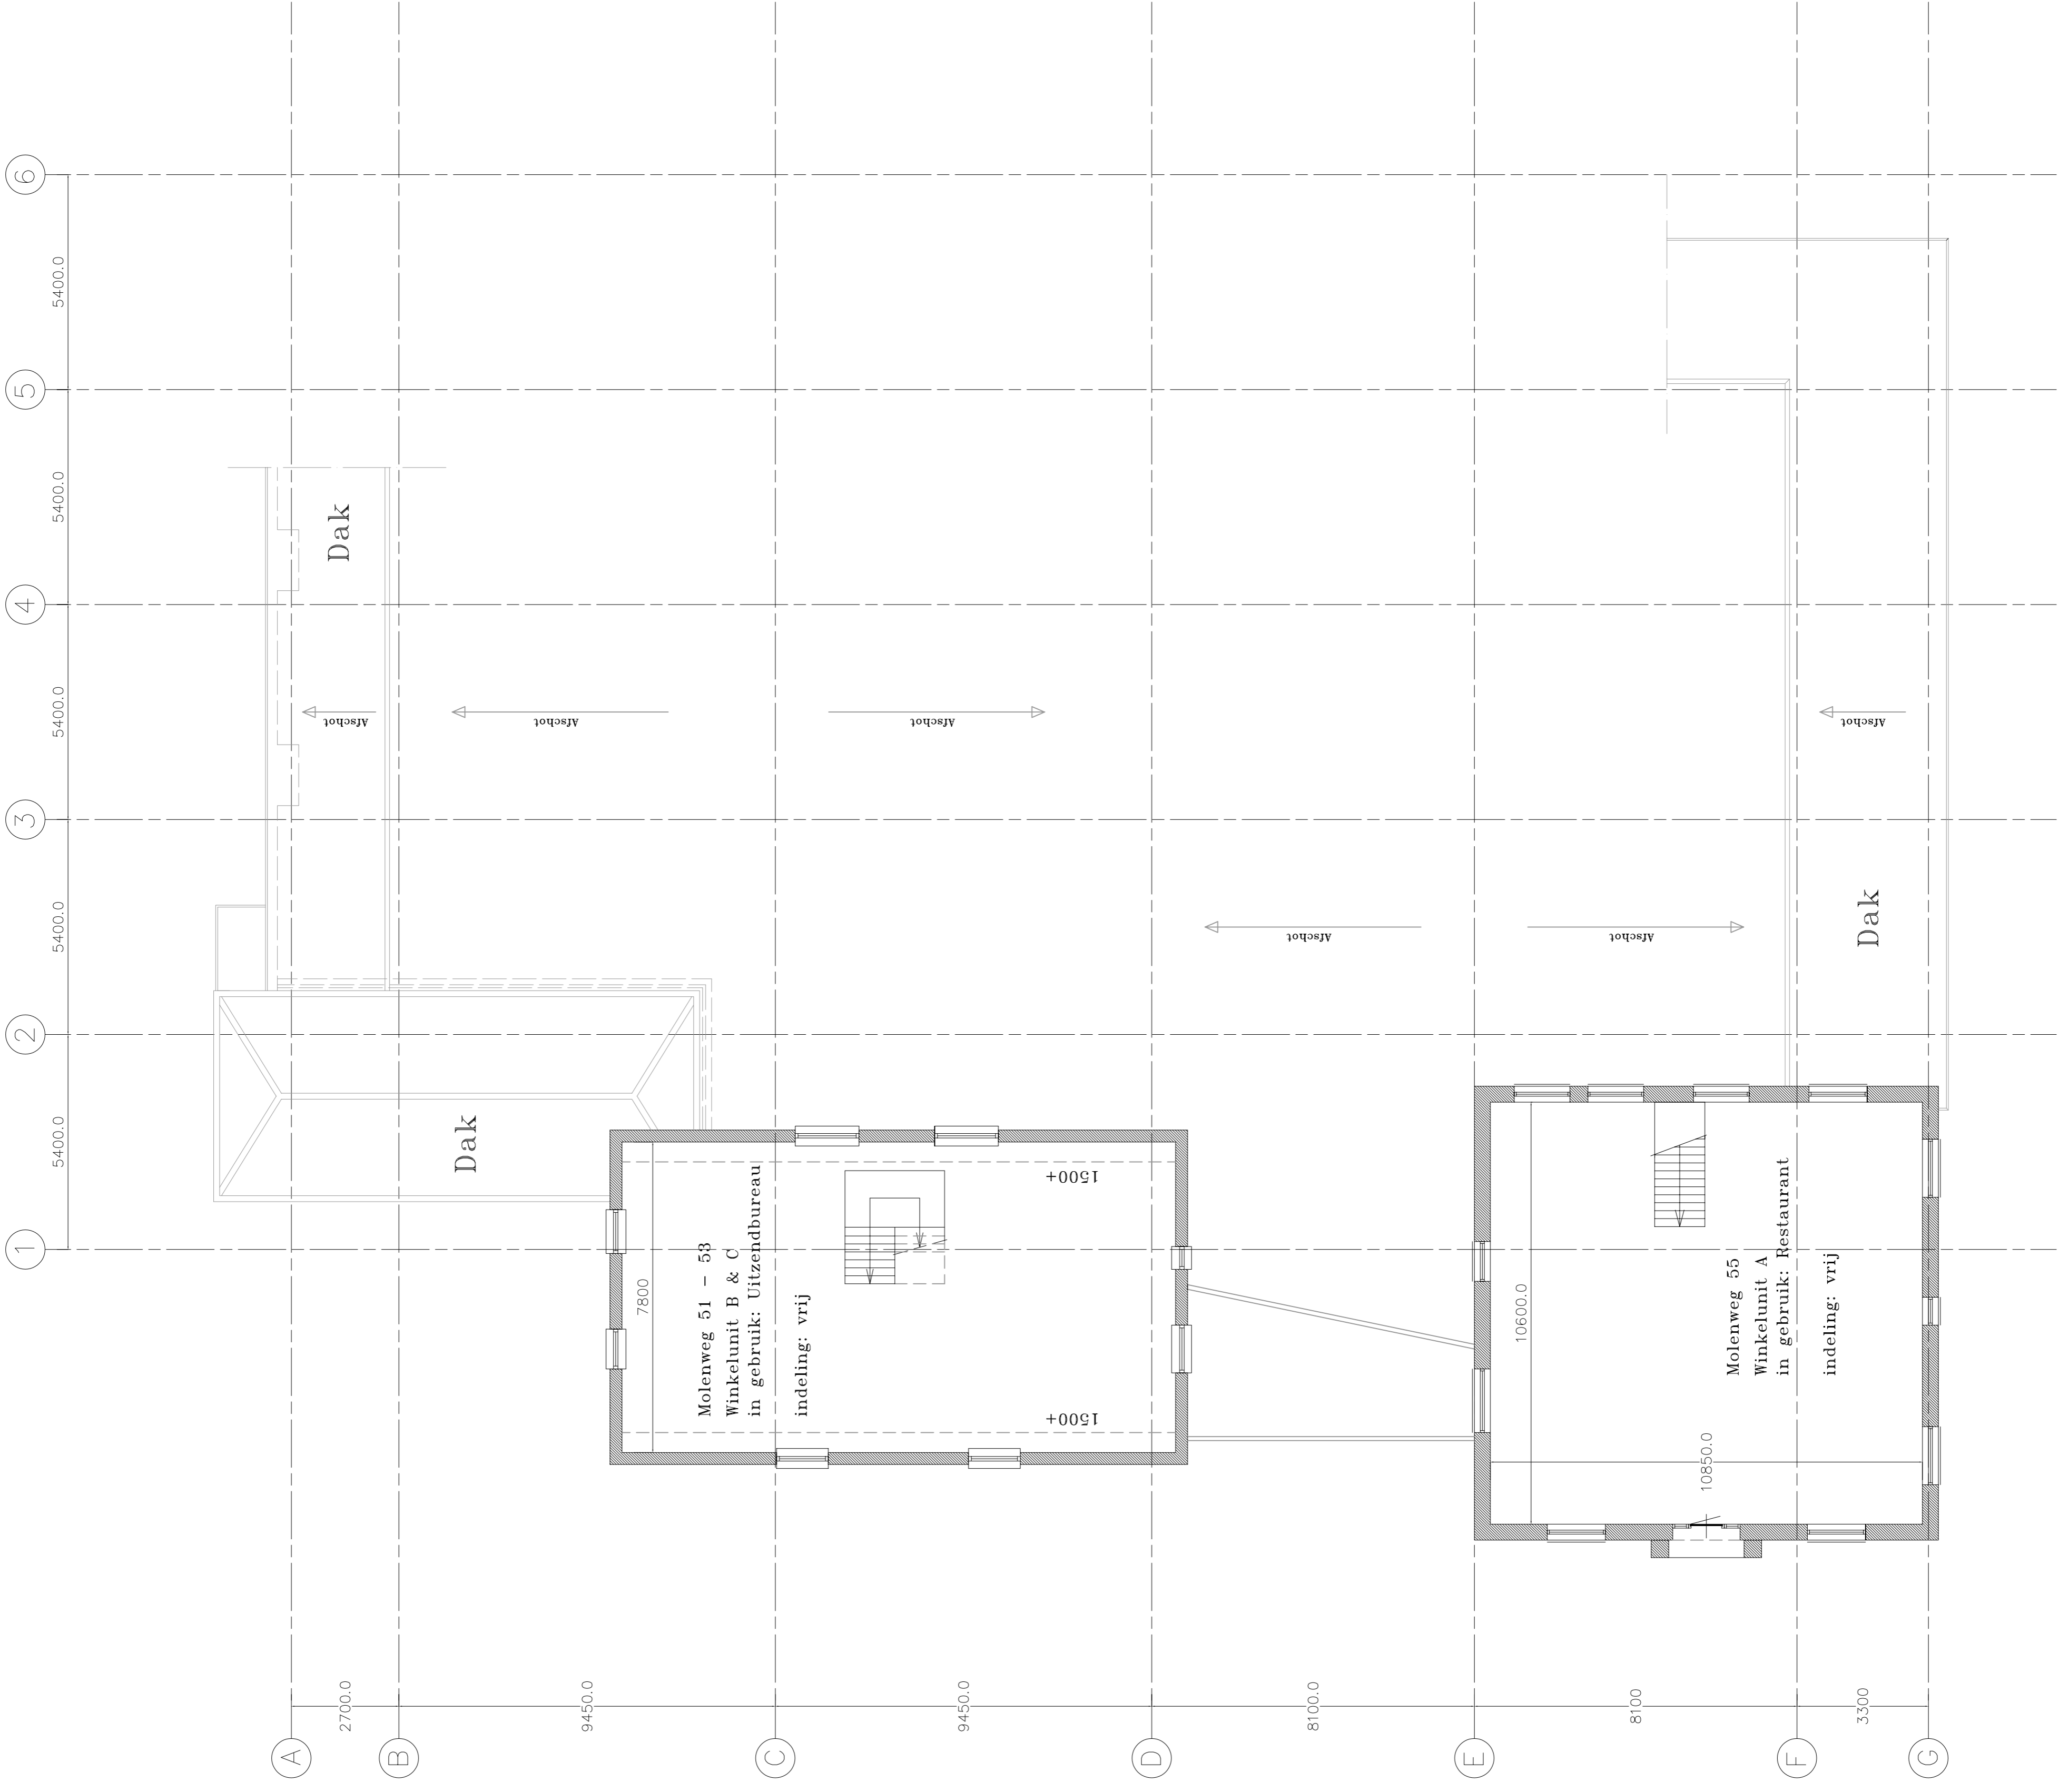 1
2
3
4
5
6
5400.0
5400.0
5400.0
5400.0
5400.0
A
B
C
D
E
F
G
2700.0
9450.0
9450.0
8100.0
8100
3300
Dak
Dak
Dak
Afschot
Afschot
Afschot
Afschot
Afschot
Afschot
7800
Molenweg 51 - 53
Winkelunit B & C
in gebruik: Uitzendbureau
indeling: vrij
1500+
1500+
10600.0
10850.0
Molenweg 55
Winkelunit A
in gebruik: Restaurant
indeling: vrij